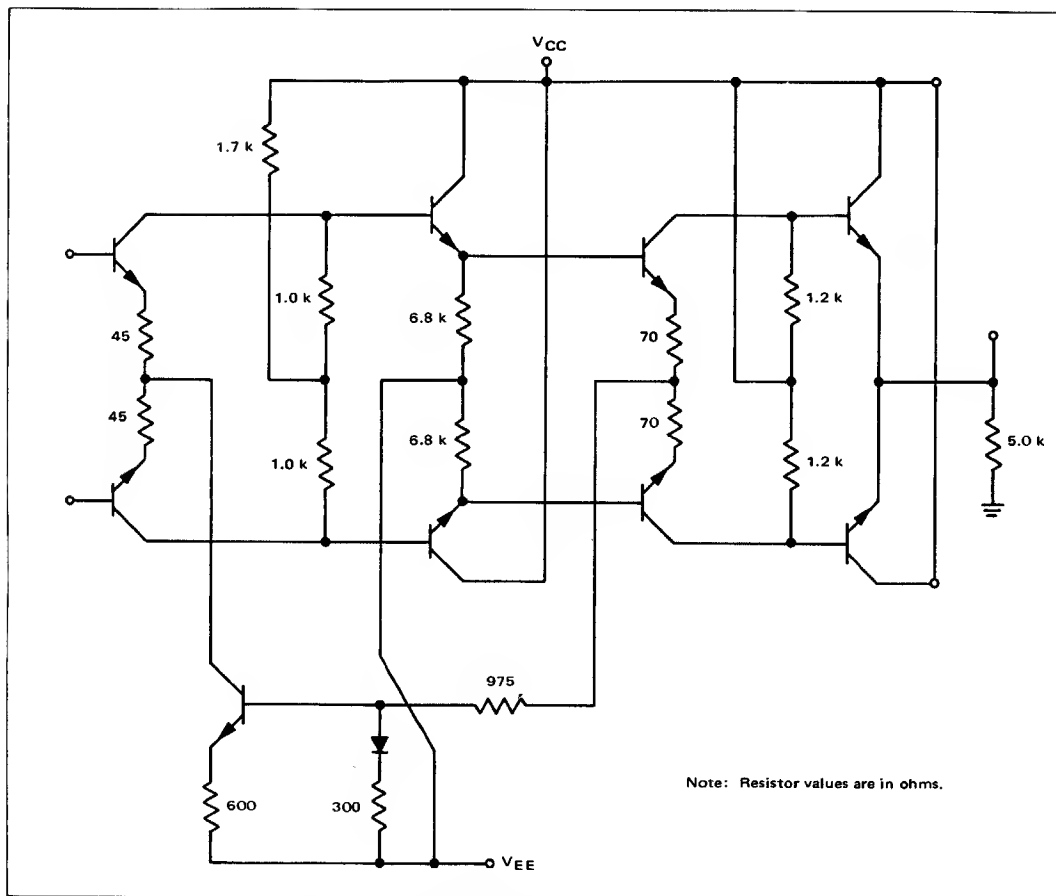 VCC
1.7 k
1.0 k
6.8 k
1.2 k
45
70
45
70
5.0 k
1.0 k
6.8 k
1.2 k
975
600
300
Note: Resistor values are in ohms.
VEE